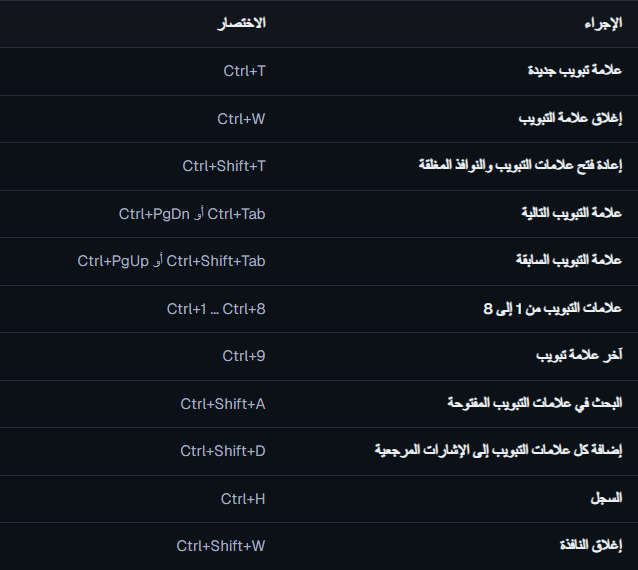 الإجراء الاختصار
علامة تبويب جديدة Ctrl+T
إغلاق علامة التبويب Ctrl+W
إعادة فتح علامات التبويب والنوافذ المغلقة Ctrl+Shift+T
علامة التبويب التالية Ctrl+Tab أو Ctrl+PgDn
علامة التبويب السابقة Ctrl+Shift+Tab أو Ctrl+PgUp
علامات التبويب من 1 إلى 8 Ctrl+1 … Ctrl+8
آخر علامة تبويب Ctrl+9
البحث في علامات التبويب المفتوحة Ctrl+Shift+A
إضافة كل علامات التبويب إلى الإشارات المرجعية Ctrl+Shift+D
السجل Ctrl+H
إغلاق النافذة Ctrl+Shift+W